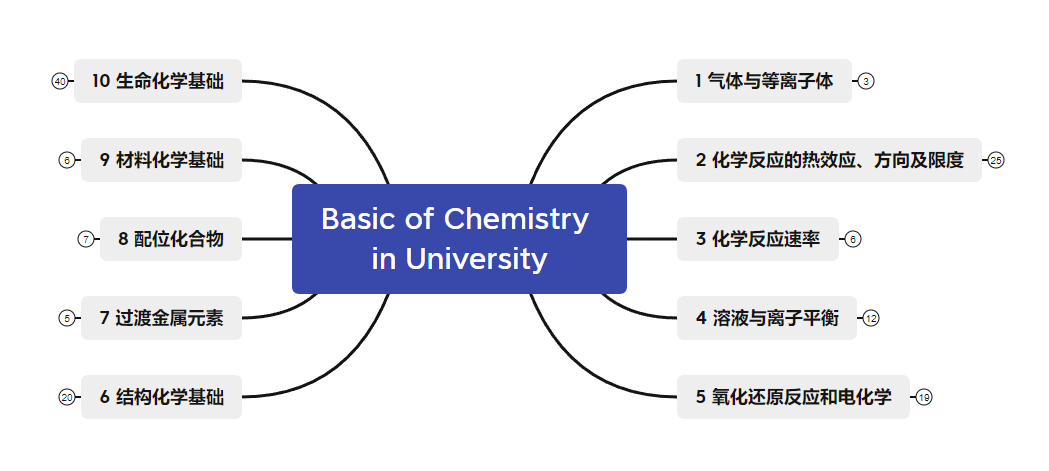 Basic of Chemistry
in University
1 气体与等离子体
3
2 化学反应的热效应、方向及限度
25
3 化学反应速率
6
4 溶液与离子平衡
12
5 氧化还原反应和电化学
19
6 结构化学基础
20
7 过渡金属元素
5
8 配位化合物
7
9 材料化学基础
6
10 生命化学基础
40